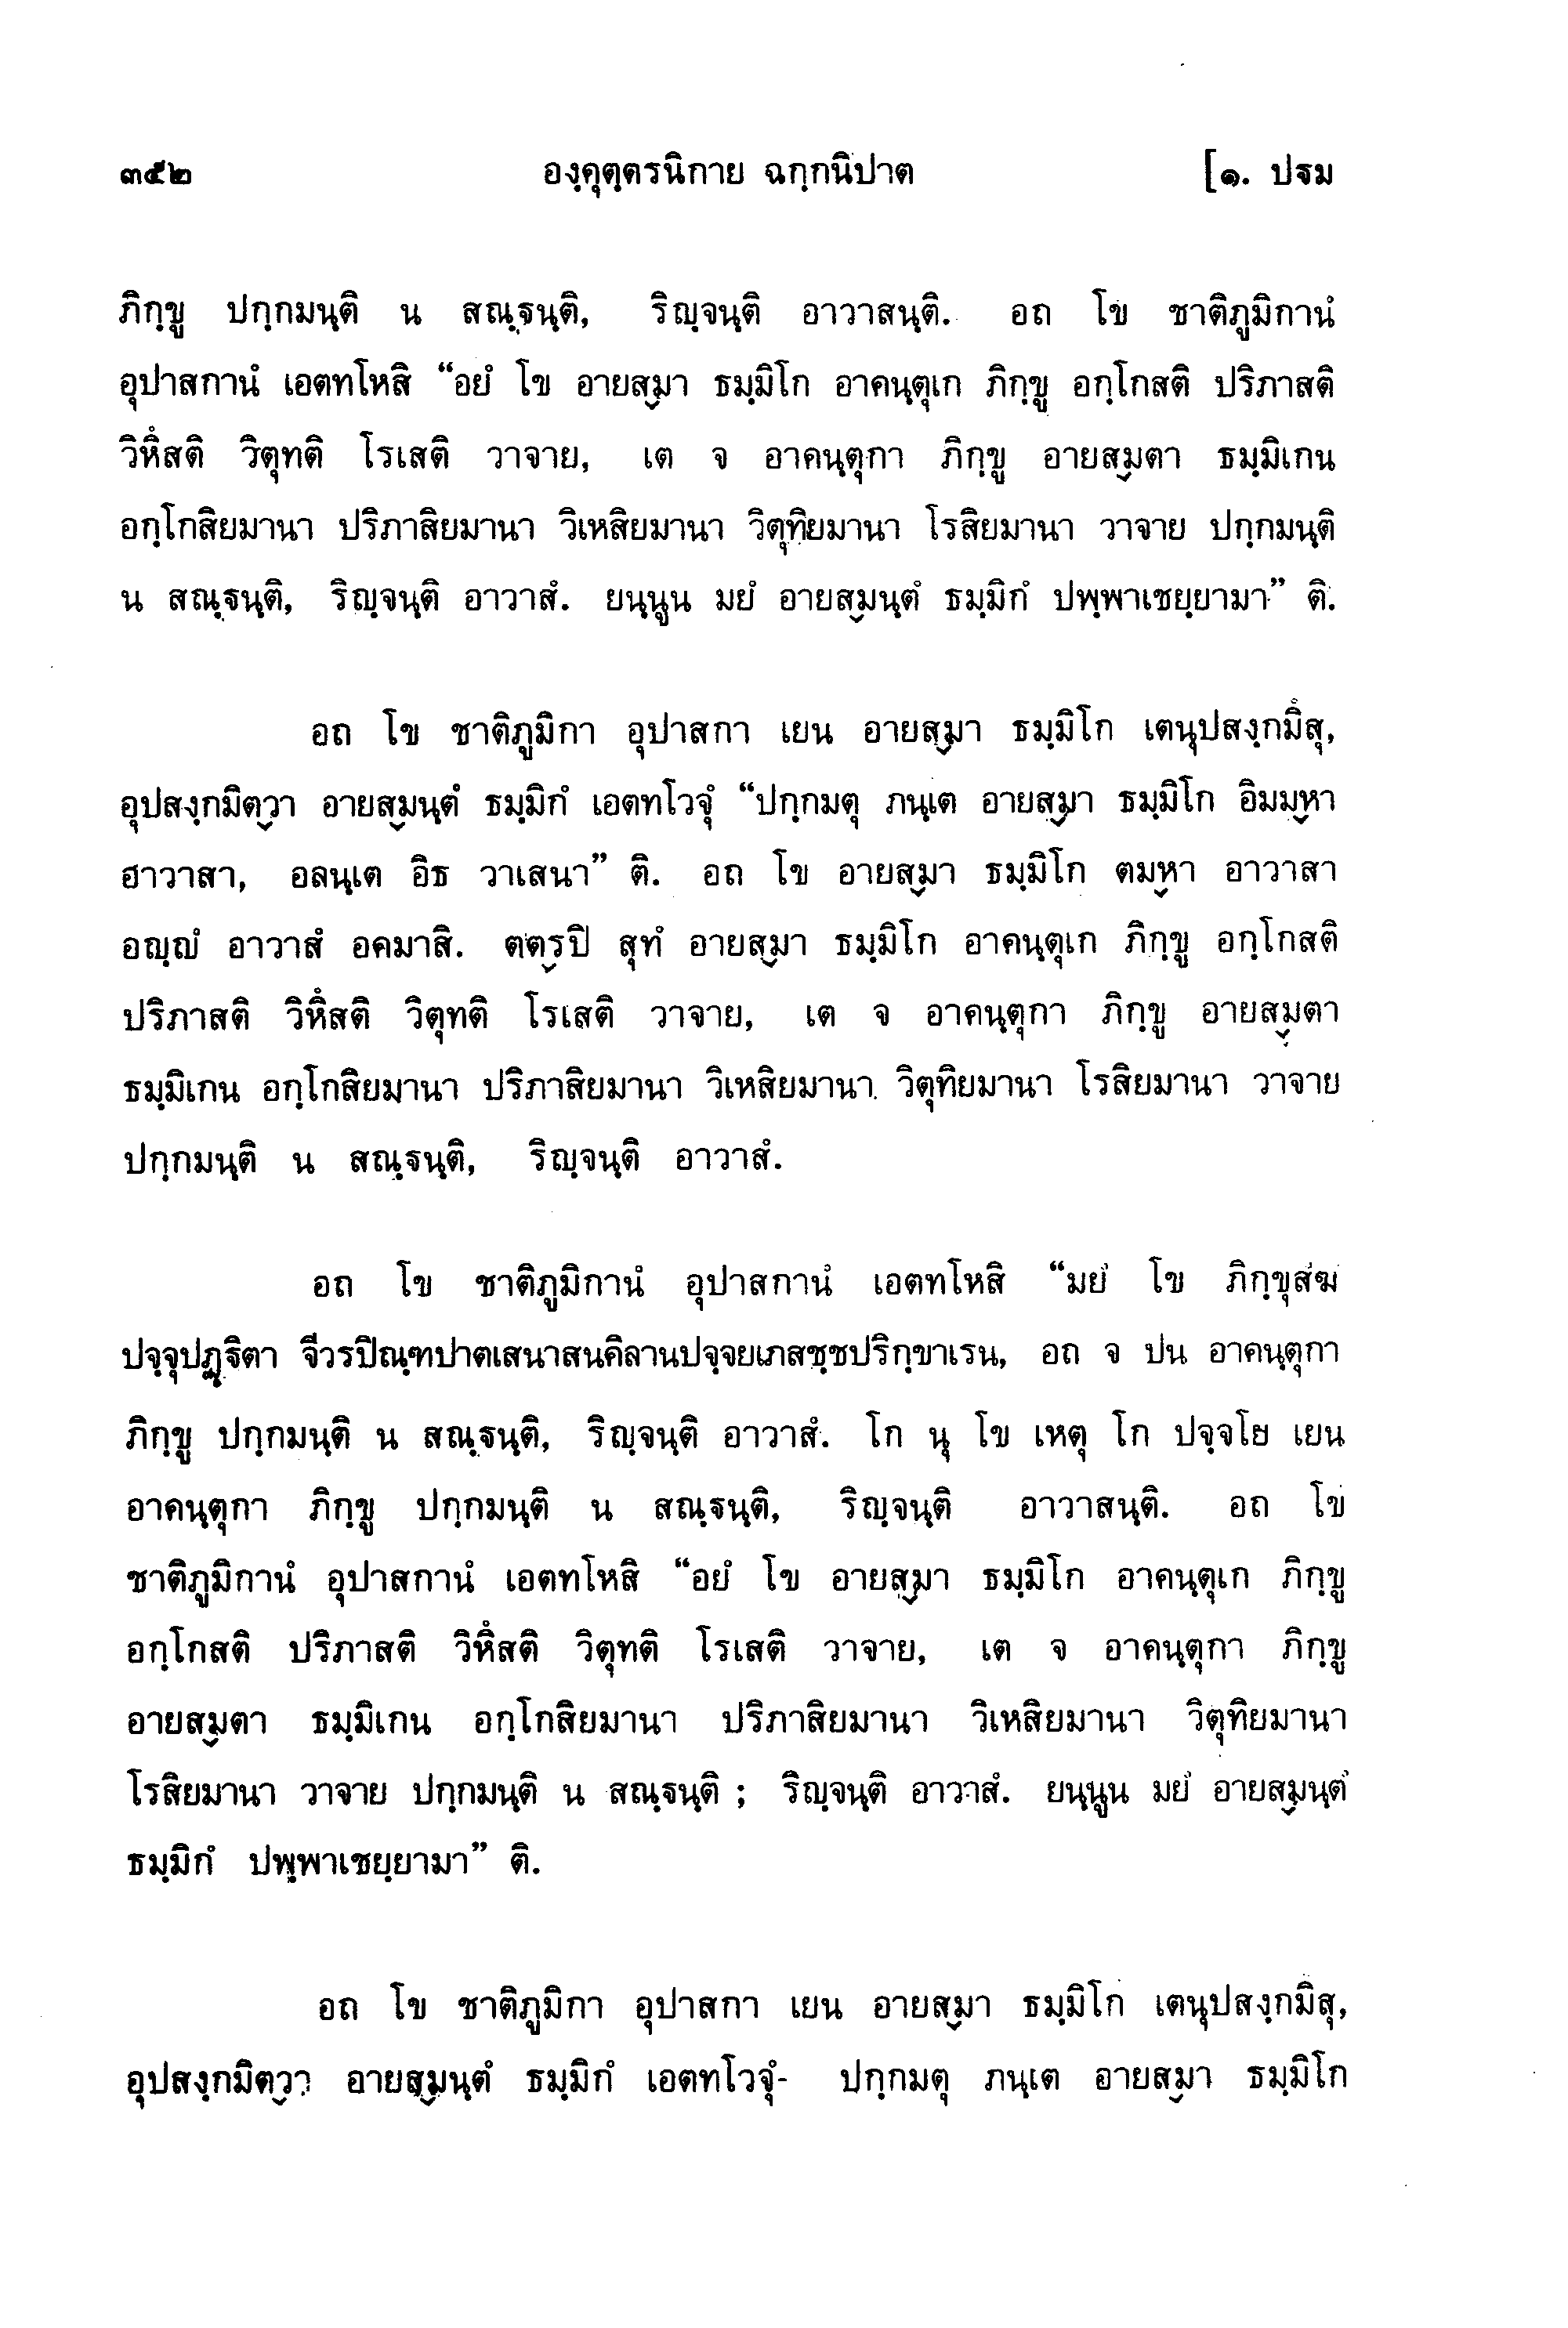 ๓๕๒ องฺคุตฺตรนิกาย ฉกฺกนิปาต [๑. ปฐม
ภิกฺขู ปกฺกมนฺติ น สณฺฐนฺติ, ริญฺจนฺติ อาวาสนฺติ. อถ โข ชาติภูมิกานํ
อุปาสกานํ เอตทโหสิ “อยํ โข อายสฺมา ธมฺมิโก อาคนฺตุเก ภิกฺขู อกฺโกสติ ปริภาสติ
วิหึสติ วิตุทติ โรเสติ วาจาย, เต จ อาคนฺตุกา ภิกฺขู อายสฺมตา ธมฺมิเกน
อกฺโกสิยมานา ปริภาสิยมานา วิเหสิยมานา วิตุทิยมานา โรสิยมานา วาจาย ปกฺกมนฺติ
น สณฺฐนฺติ, ริญฺจนฺติ อาวาสํ. ยนฺนูน มยํ อายสฺมนฺตํ ธมฺมิกํ ปพฺพาเชยฺยามา” ติ.
อถ โข ชาติภูมิกา อุปาสกา เยน อายสฺมา ธมฺมิโก เตนุปสงฺกมึสุ,
อุปสงฺกมิตฺวา อายสฺมนฺตํ ธมฺมิกํ เอตทโวจุํ “ปกฺกมตุ ภนฺเต อายสฺมา ธมฺมิโก อิมมฺหา
อาวาสา, อลนฺเต อิธ วาเสนา” ติ. อถ โข อายสฺมา ธมฺมิโก ตมฺหา อาวาสา
อญฺญํ อาวาสํ อคมาสิ. ตตฺรปิ สุทํ อายสฺมา ธมฺมิโก อาคนฺตุเก ภิกฺขู อกฺโกสติ
ปริภาสติ วิหึสติ วิตุทติ โรเสติ วาจาย, เต จ อาคนฺตุกา ภิกฺขู อายสฺมตา
ธมฺมิเกน อกฺโกสิยมานา ปริภาสิยมานา วิเหสิยมานา วิตุทิยมานา โรสิยมานา วาจาย
ปกฺกมนฺติ น สณฺฐนฺติ, ริญฺจนฺติ อาวาสํ.
อถ โข ชาติภูมิกานํ อุปาสกานํ เอตทโหสิ “มยํ โข ภิกฺขุสํฆ
ปจฺจุปฏฺฐิตา จีวรปิณฺฑปาตเสนาสนคิลานปจฺจยเภสชฺชปริกฺขาเรน, อถ จ ปน อาคนฺตุกา
ภิกฺขู ปกฺกมนฺติ น สณฺฐนฺติ, ริญฺจนฺติ อาวาสํ. โก นุ โข เหตุ โก ปจฺจโย เยน
อาคนฺตุกา ภิกฺขู ปกฺกมนฺติ น สณฺฐนฺติ, ริญฺจนฺติ อาวาสนฺติ. อถ โข
ชาติภูมิกานํ อุปาสกานํ เอตทโหสิ “อยํ โข อายสฺมา ธมฺมิโก อาคนฺตุเก ภิกฺขู
อกฺโกสติ ปริภาสติ วิหึสติ วิตุทติ โรเสติ วาจาย, เต จ อาคนฺตุกา ภิกฺขู
อายสฺมตา ธมฺมิเกน อกฺโกสิยมานา ปริภาสิยมานา วิเหสิยมานา วิตุทิยมานา
โรสิยมานา วาจาย ปกฺกมนฺติ น สณฺฐนฺติ ; ริญฺจนฺติ อาวาสํ. ยนฺนูน มยํ อายสฺมนฺตํ
ธมฺมิกํ ปพฺพาเชยฺยามา” ติ.
อถ โข ชาติภูมิกา อุปาสกา เยน อายสฺมา ธมฺมิโก เตนุปสงฺกมึสุ,
อุปสงฺกมิตฺวา อายสฺมนฺตํ ธมฺมิกํ เอตทโวจุํ- ปกฺกมตุ ภนฺเต อายสฺมา ธมฺมิโก